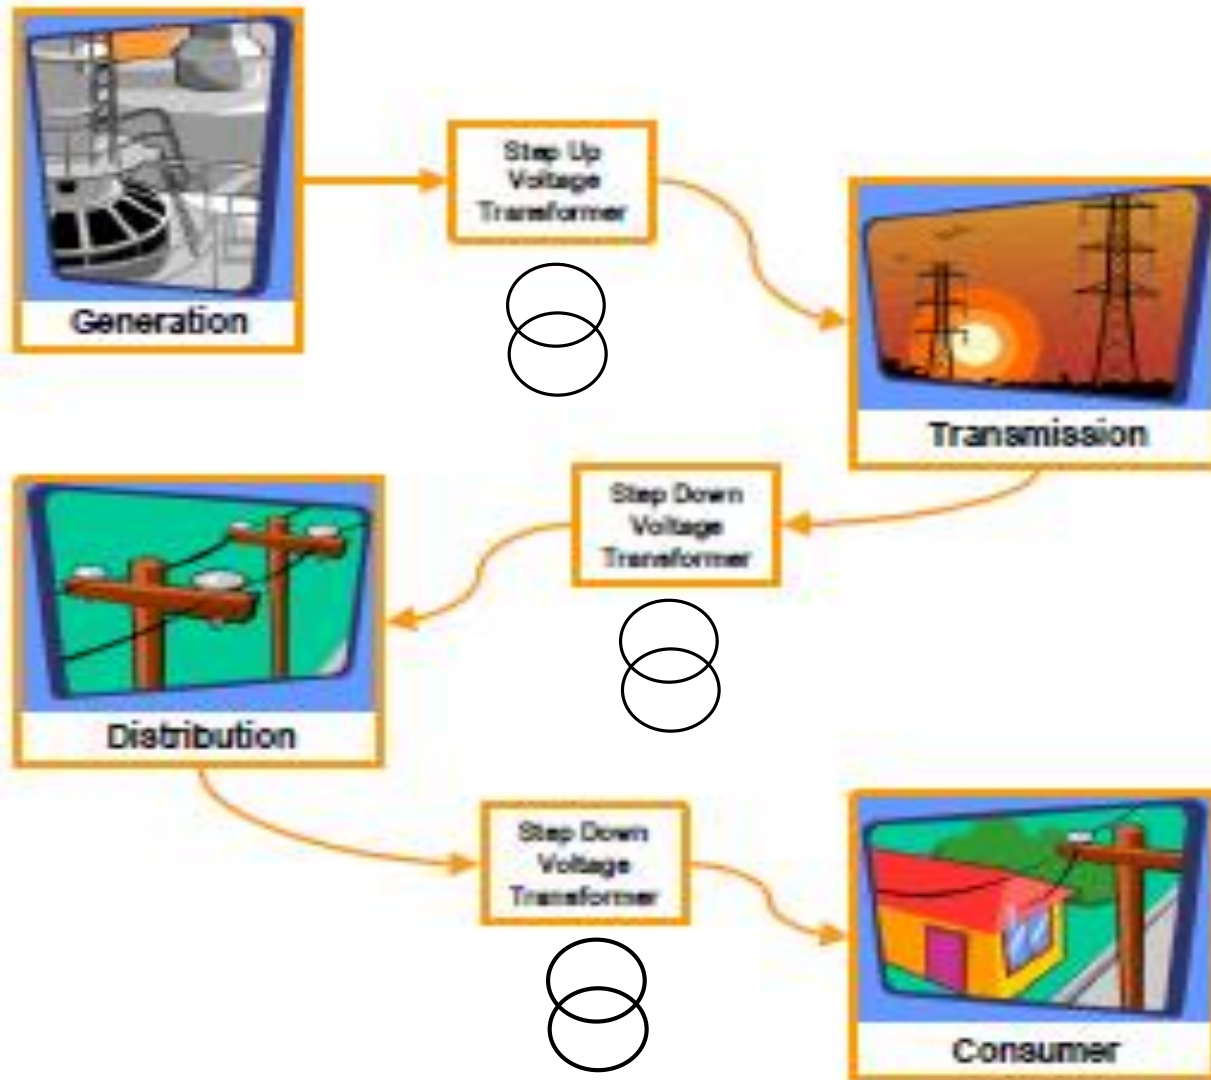 Generation
Step Up
Voltage
Transformer
Transmission
Step Down
Voltage
Transformer
Distribution
Step Down
Voltage
Transformer
Consumer